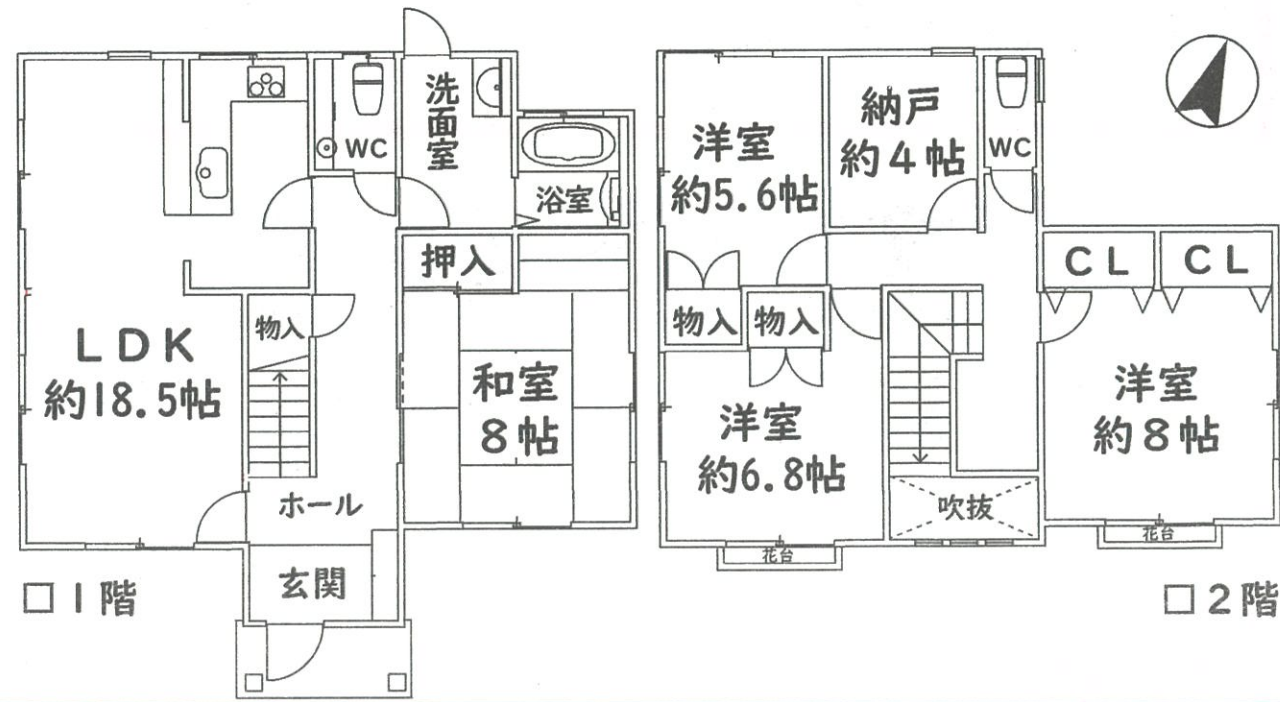 洗面室
WC
浴室
押入
物入
LDK
約18.5帖
和室
8帖
ホール
玄関
□1階
洋室
約5.6帖
納戸
約4帖
WC
CL
CL
物入
物入
洋室
約6.8帖
洋室
約8帖
吹抜
花台
花台
□2階